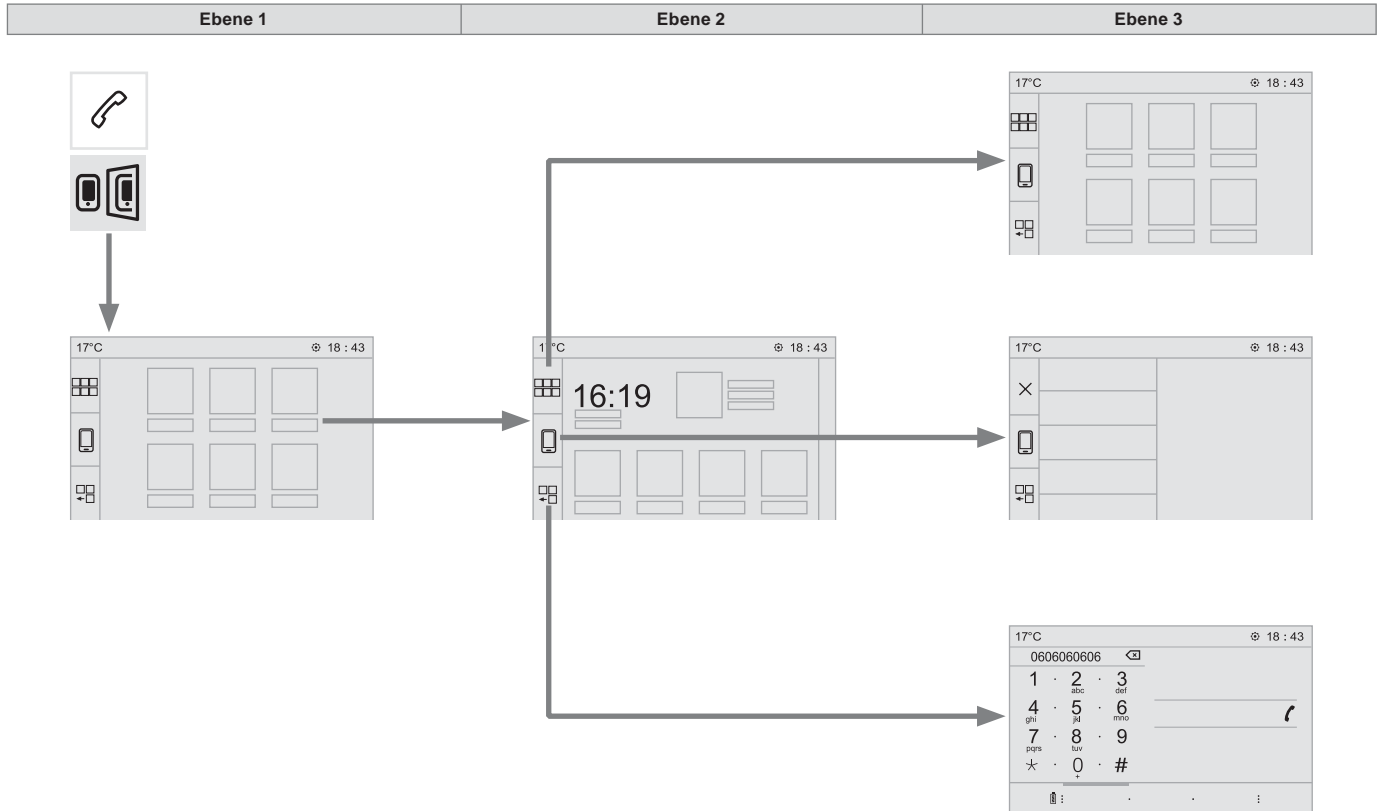 Ebene 1 Ebene 2 Ebene 3
17°C 18 : 43
17°C 18 : 43
°C 18 : 43
16:19
17°C 18 : 43
17°C 18 : 43
0606060606
1 · 2 · 3
abc def
4 · 5 · 6
ghi jkl mno
7 · 8 · 9
pqrs tuv
* · 0 · #
+